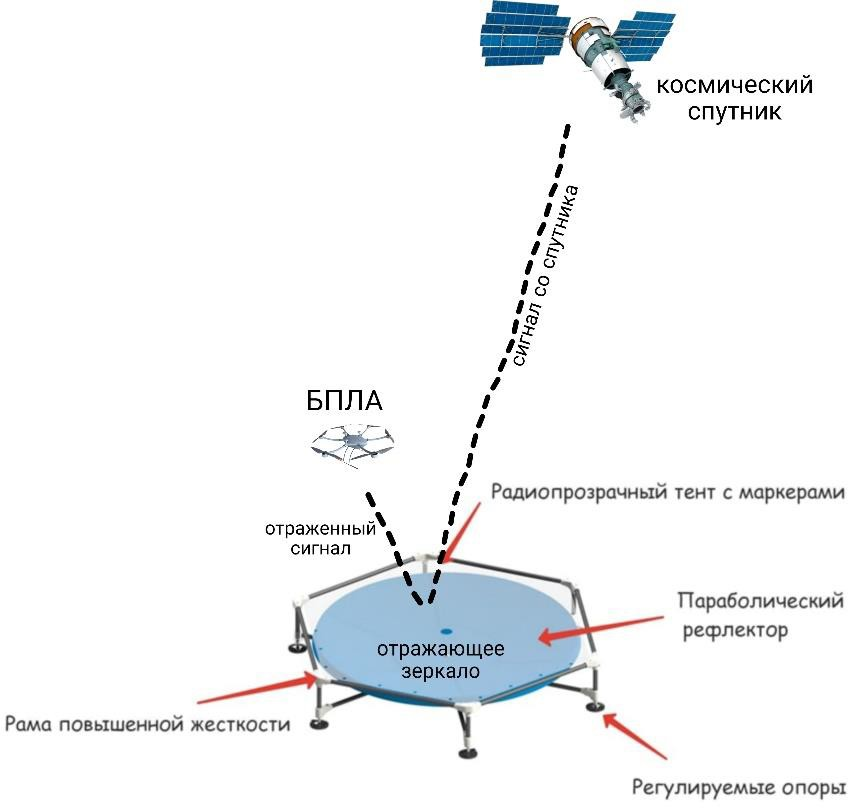 космический
спутник
сигнал со спутника
БПЛА
Радиопрозрачный тент с маркерами
отраженный
сигнал
Параболический
рефлектор
отражающее
зеркало
Рама повышенной жесткости
Регулируемые опоры